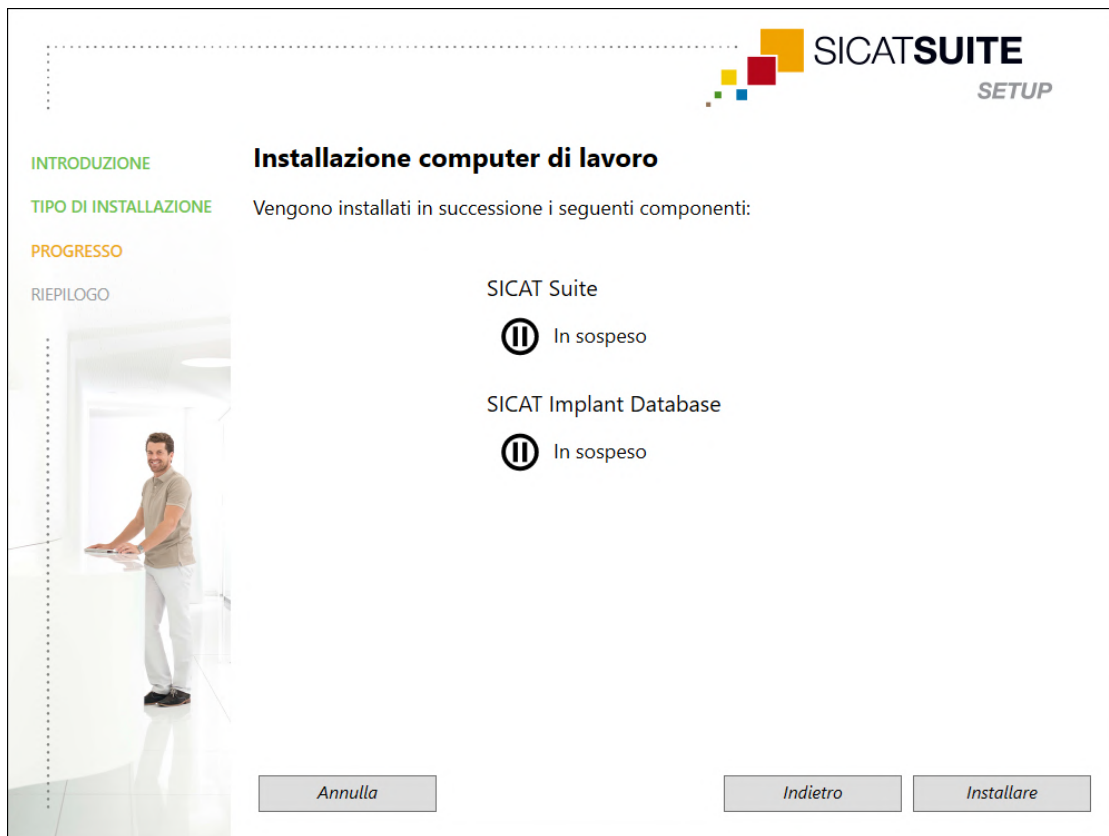 SICATSUITE
SETUP
INTRODUZIONE
TIPO DI INSTALLAZIONE
PROGRESSO
RIEPILOGO
Installazione computer di lavoro
Vengono installati in successione i seguenti componenti:
SICAT Suite
In sospeso
SICAT Implant Database
In sospeso
Annulla
Indietro
Installare